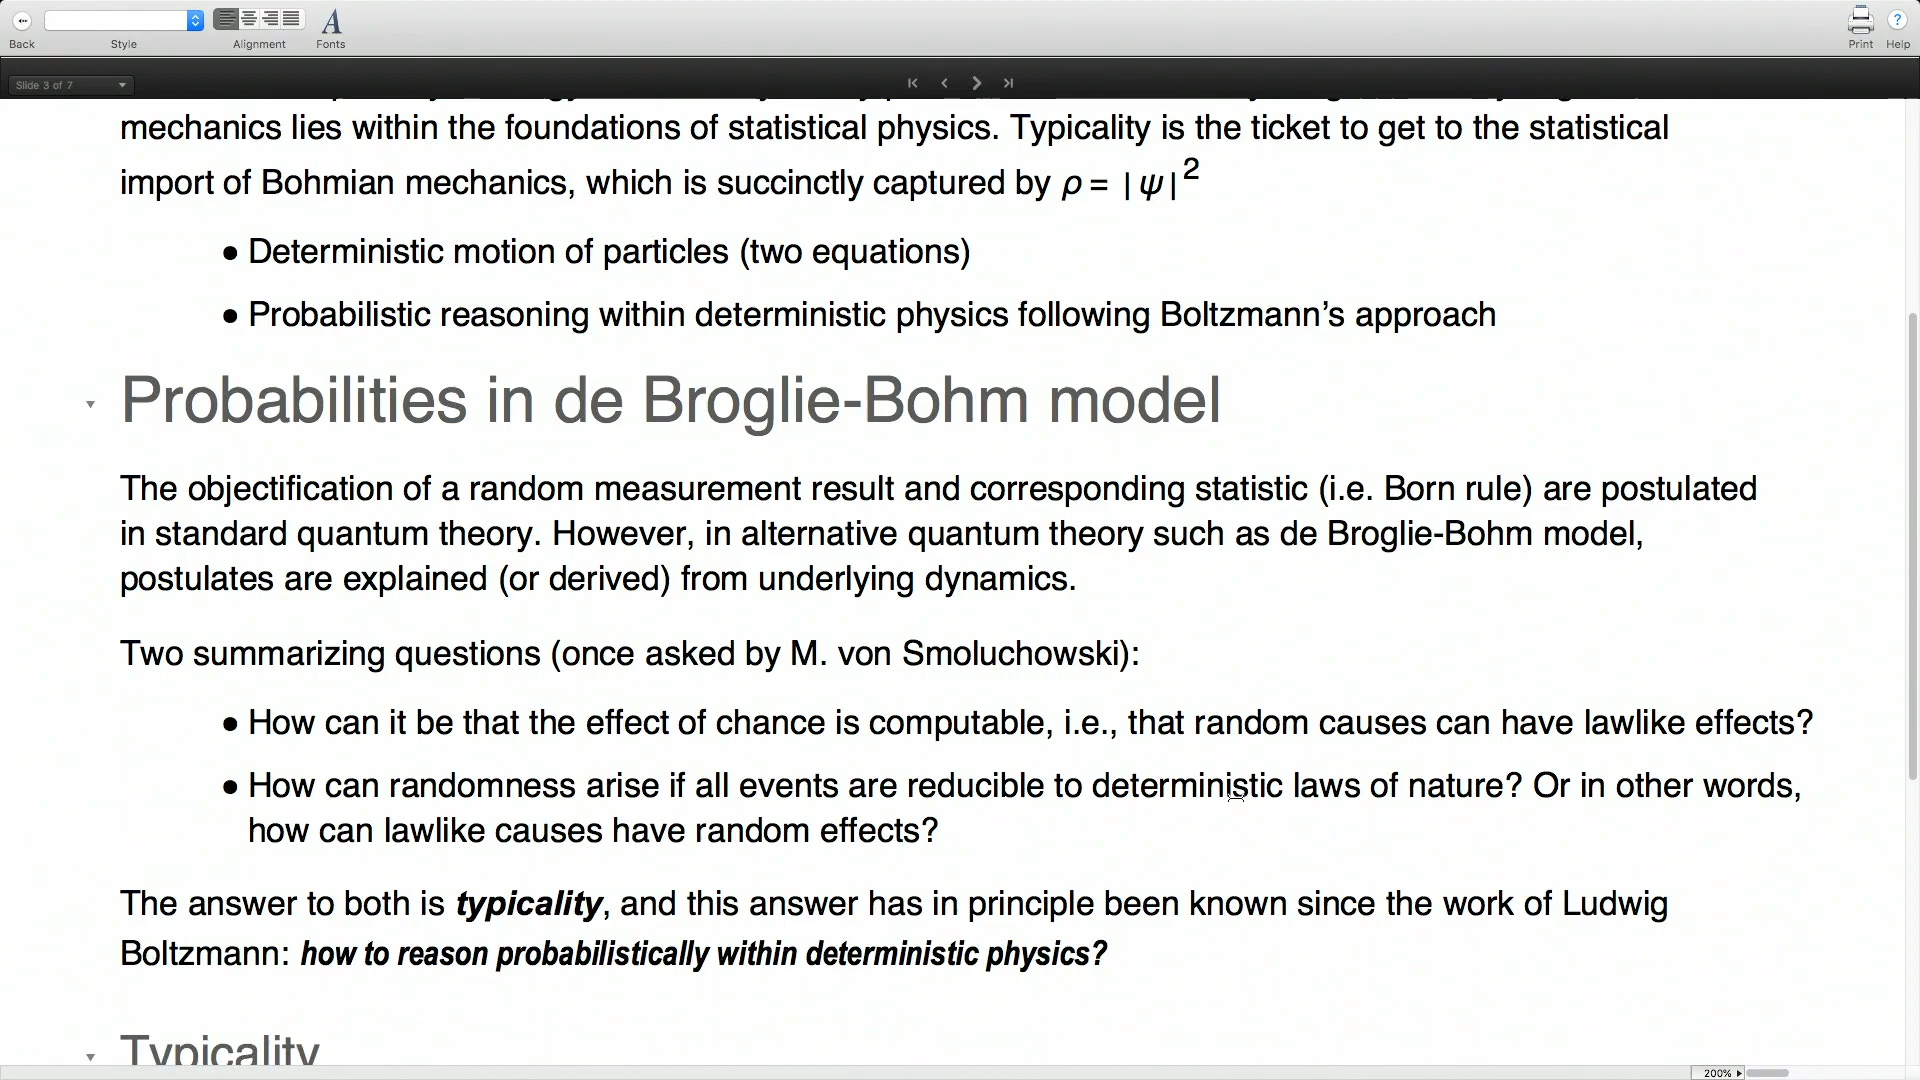 Back
Style
Alignment
Fonts
Print
Help
Slide 3 of 7
mechanics lies within the foundations of statistical physics. Typicality is the ticket to get to the statistical
import of Bohmian mechanics, which is succinctly captured by ρ = |ψ|²
• Deterministic motion of particles (two equations)
• Probabilistic reasoning within deterministic physics following Boltzmann’s approach
Probabilities in de Broglie-Bohm model
The objectification of a random measurement result and corresponding statistic (i.e. Born rule) are postulated
in standard quantum theory. However, in alternative quantum theory such as de Broglie-Bohm model,
postulates are explained (or derived) from underlying dynamics.
Two summarizing questions (once asked by M. von Smoluchowski):
• How can it be that the effect of chance is computable, i.e., that random causes can have lawlike effects?
• How can randomness arise if all events are reducible to deterministic laws of nature? Or in other words,
how can lawlike causes have random effects?
The answer to both is typicality, and this answer has in principle been known since the work of Ludwig
Boltzmann: how to reason probabilistically within deterministic physics?
Typicality
200%